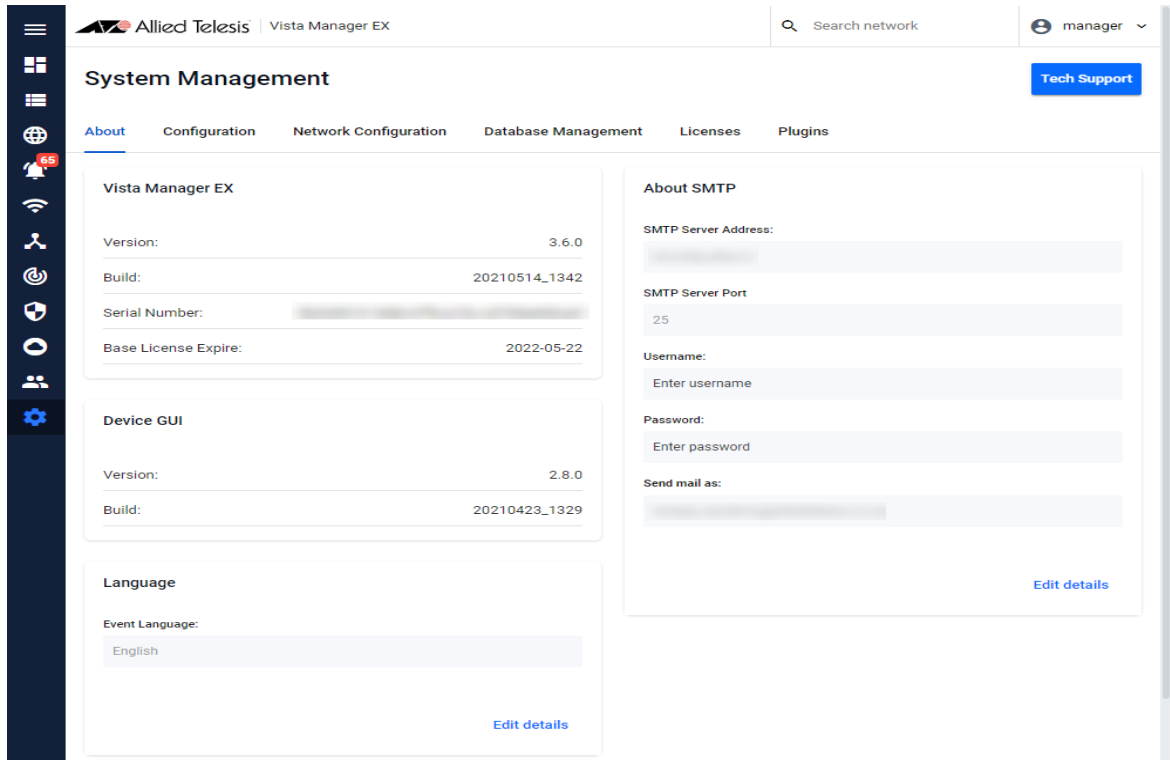 Allied Telesis
Vista Manager EX
Search network
manager
System Management
Tech Support
About
Configuration
Network Configuration
Database Management
Licenses
Plugins
65
Vista Manager EX
Version: 3.6.0
Build: 20210514_1342
Serial Number:
Base License Expire: 2022-05-22
Device GUI
Version: 2.8.0
Build: 20210423_1329
Language
Event Language:
English
Edit details
About SMTP
SMTP Server Address:
SMTP Server Port
25
Username:
Enter username
Password:
Enter password
Send mail as:
Edit details